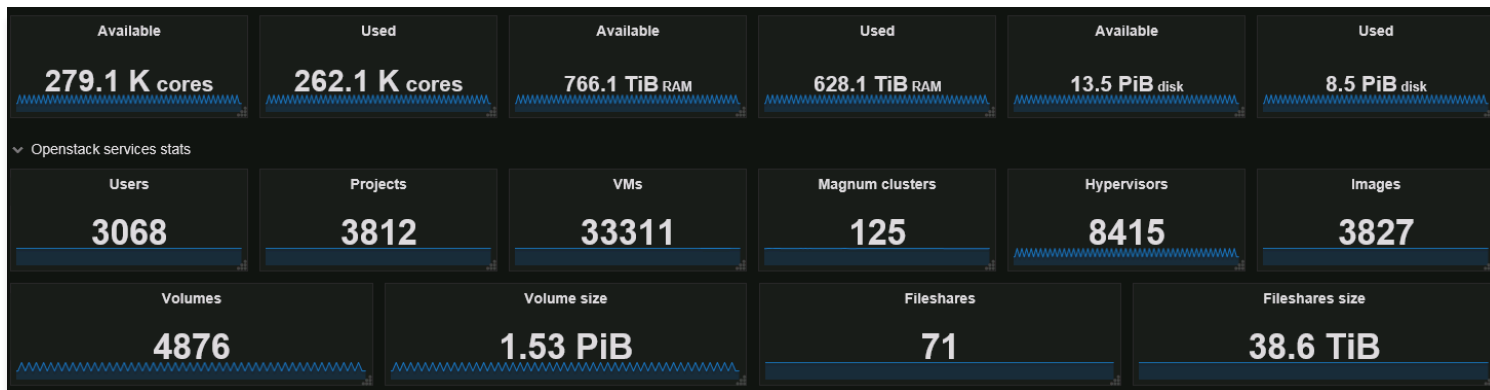 Available Used Available Used Available Used
279.1 K cores 262.1 K cores 766.1 TiB RAM 628.1 TiB RAM 13.5 PiB disk 8.5 PiB disk
Openstack services stats
Users Projects VMs Magnum clusters Hypervisors Images
3068 3812 33311 125 8415 3827
Volumes Volume size Fileshares Fileshares size
4876 1.53 PiB 71 38.6 TiB